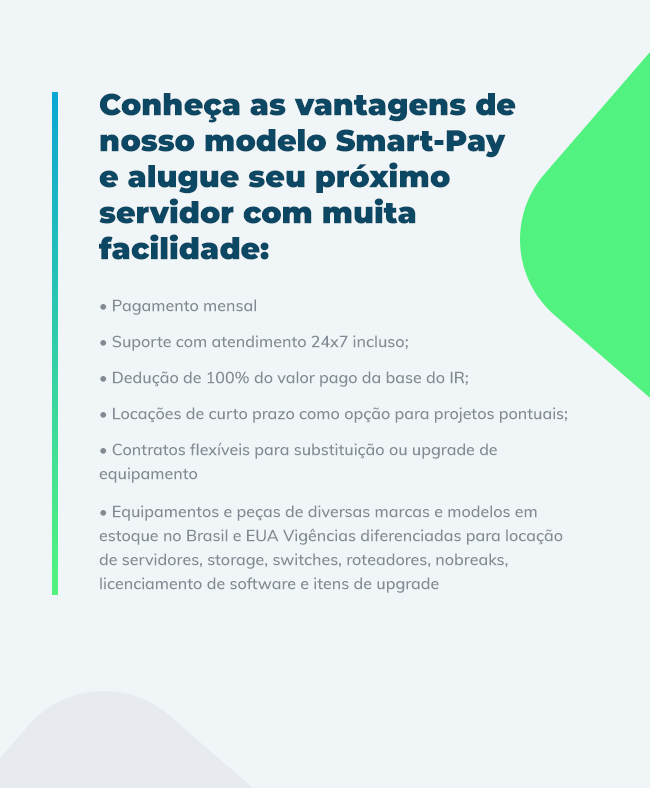 Conheça as vantagens de
nosso modelo Smart-Pay
e alugue seu próximo
servidor com muita
facilidade:
• Pagamento mensal
• Suporte com atendimento 24x7 incluso;
• Dedução de 100% do valor pago da base do IR;
• Locações de curto prazo como opção para projetos pontuais;
• Contratos flexíveis para substituição ou upgrade de
equipamento
• Equipamentos e peças de diversas marcas e modelos em
estoque no Brasil e EUA Vigências diferenciadas para locação
de servidores, storage, switches, roteadores, nobreaks,
licenciamento de software e itens de upgrade